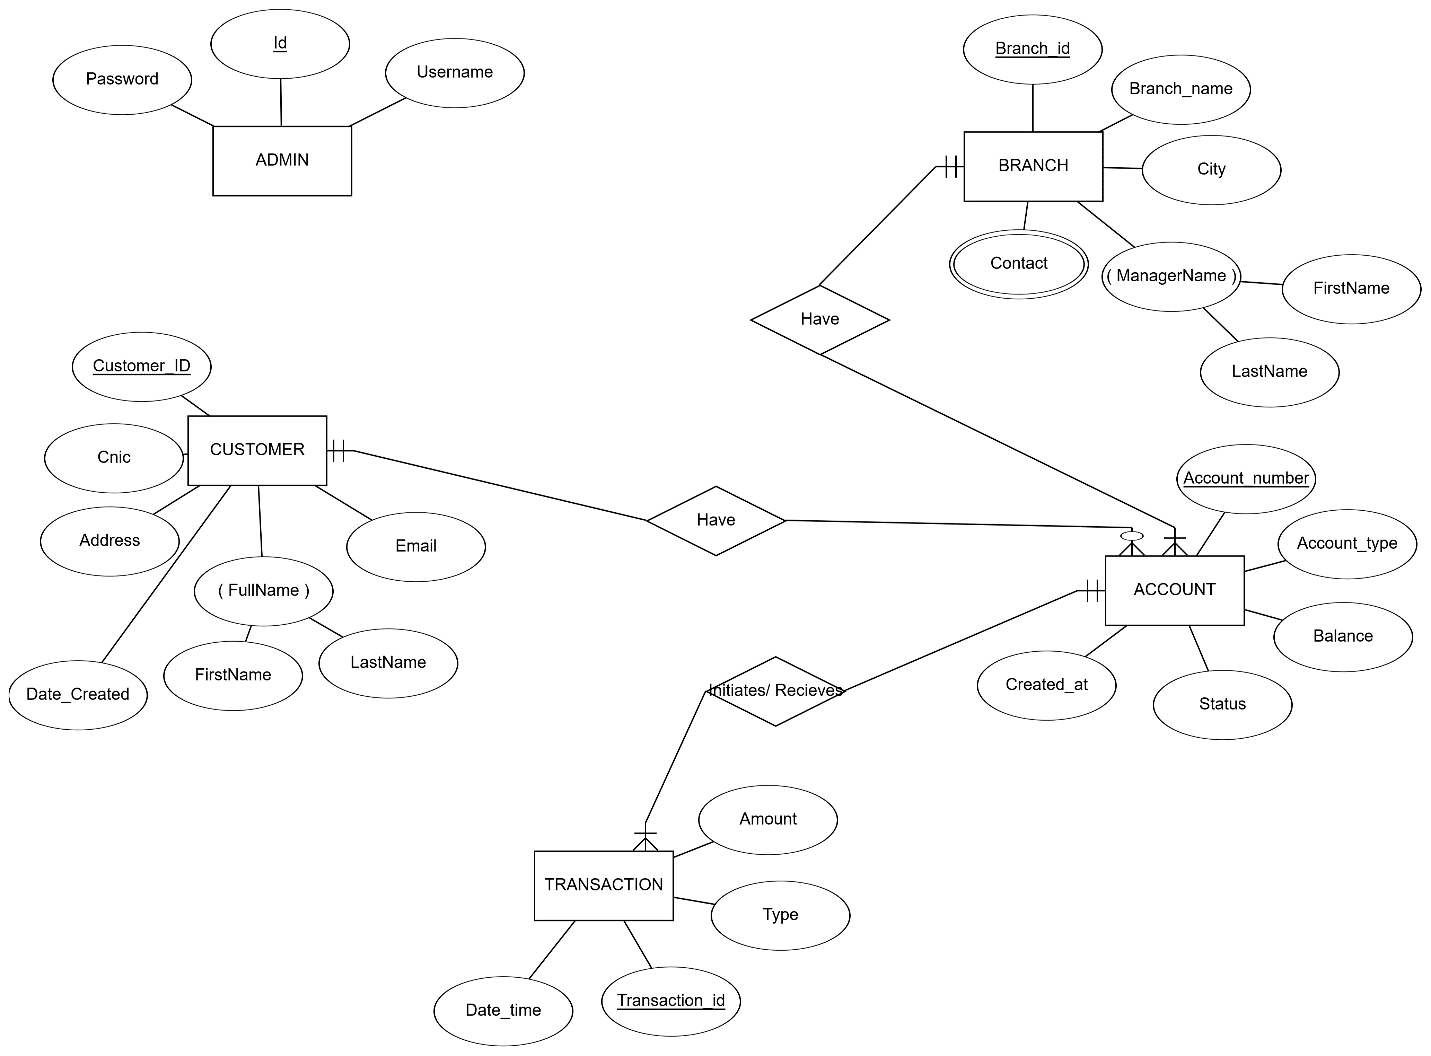 Id
Password
Username
ADMIN
Branch_id
Branch_name
BRANCH
City
Contact
( ManagerName )
FirstName
LastName
Have
Customer_ID
CUSTOMER
Cnic
Address
Email
( FullName )
FirstName
LastName
Date_Created
Have
Account_number
Account_type
ACCOUNT
Balance
Created_at
Status
Initiates/ Recieves
Amount
TRANSACTION
Type
Date_time
Transaction_id